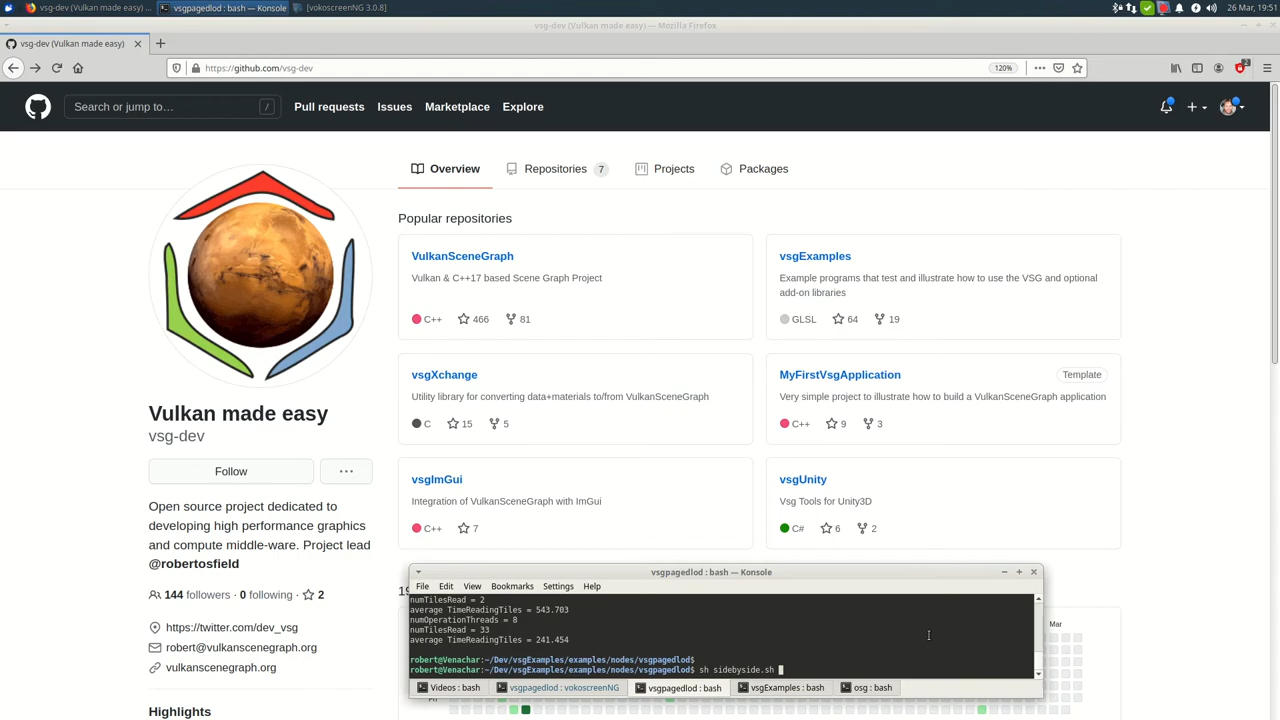 vsg-dev (Vulkan made easy) ...
vsgpagedlod : bash — Konsole
[vokoscreenNG 3.0.8]
26 Mar, 19:51
vsg-dev (Vulkan made easy) — Mozilla Firefox
vsg-dev (Vulkan made easy)
https://github.com/vsg-dev
120%
2
Search or jump to…
/
Pull requests
Issues
Marketplace
Explore
Overview
Repositories 7
Projects
Packages
Popular repositories
VulkanSceneGraph
Vulkan & C++17 based Scene Graph Project
C++ 466 81
vsgExamples
Example programs that test and illustrate how to use the VSG and optional
add-on libraries
GLSL 64 19
vsgXchange
Utility library for converting data+materials to/from VulkanSceneGraph
C 15 5
MyFirstVsgApplication
Template
Very simple project to illustrate how to build a VulkanSceneGraph application
C++ 9 3
vsgImGui
Integration of VulkanSceneGraph with ImGui
C++ 7
vsgUnity
Vsg Tools for Unity3D
C# 6 2
Vulkan made easy
vsg-dev
Follow
Open source project dedicated to
developing high performance graphics
and compute middle-ware. Project lead
@robertosfield
144 followers · 0 following · 2
https://twitter.com/dev_vsg
robert@vulkanscenegraph.org
vulkanscenegraph.org
Highlights
Mar
vsgpagedlod : bash — Konsole
File Edit View Bookmarks Settings Help
numTilesRead = 2
average TimeReadingTiles = 543.703
numOperationThreads = 8
numTilesRead = 33
average TimeReadingTiles = 241.454
robert@Venachar:~/Dev/vsgExamples/examples/nodes/vsgpagedlod$
robert@Venachar:~/Dev/vsgExamples/examples/nodes/vsgpagedlod$ sh sidebyside.sh
Videos : bash
vsgpagedlod : vokoscreenNG
vsgpagedlod : bash
vsgExamples : bash
osg : bash